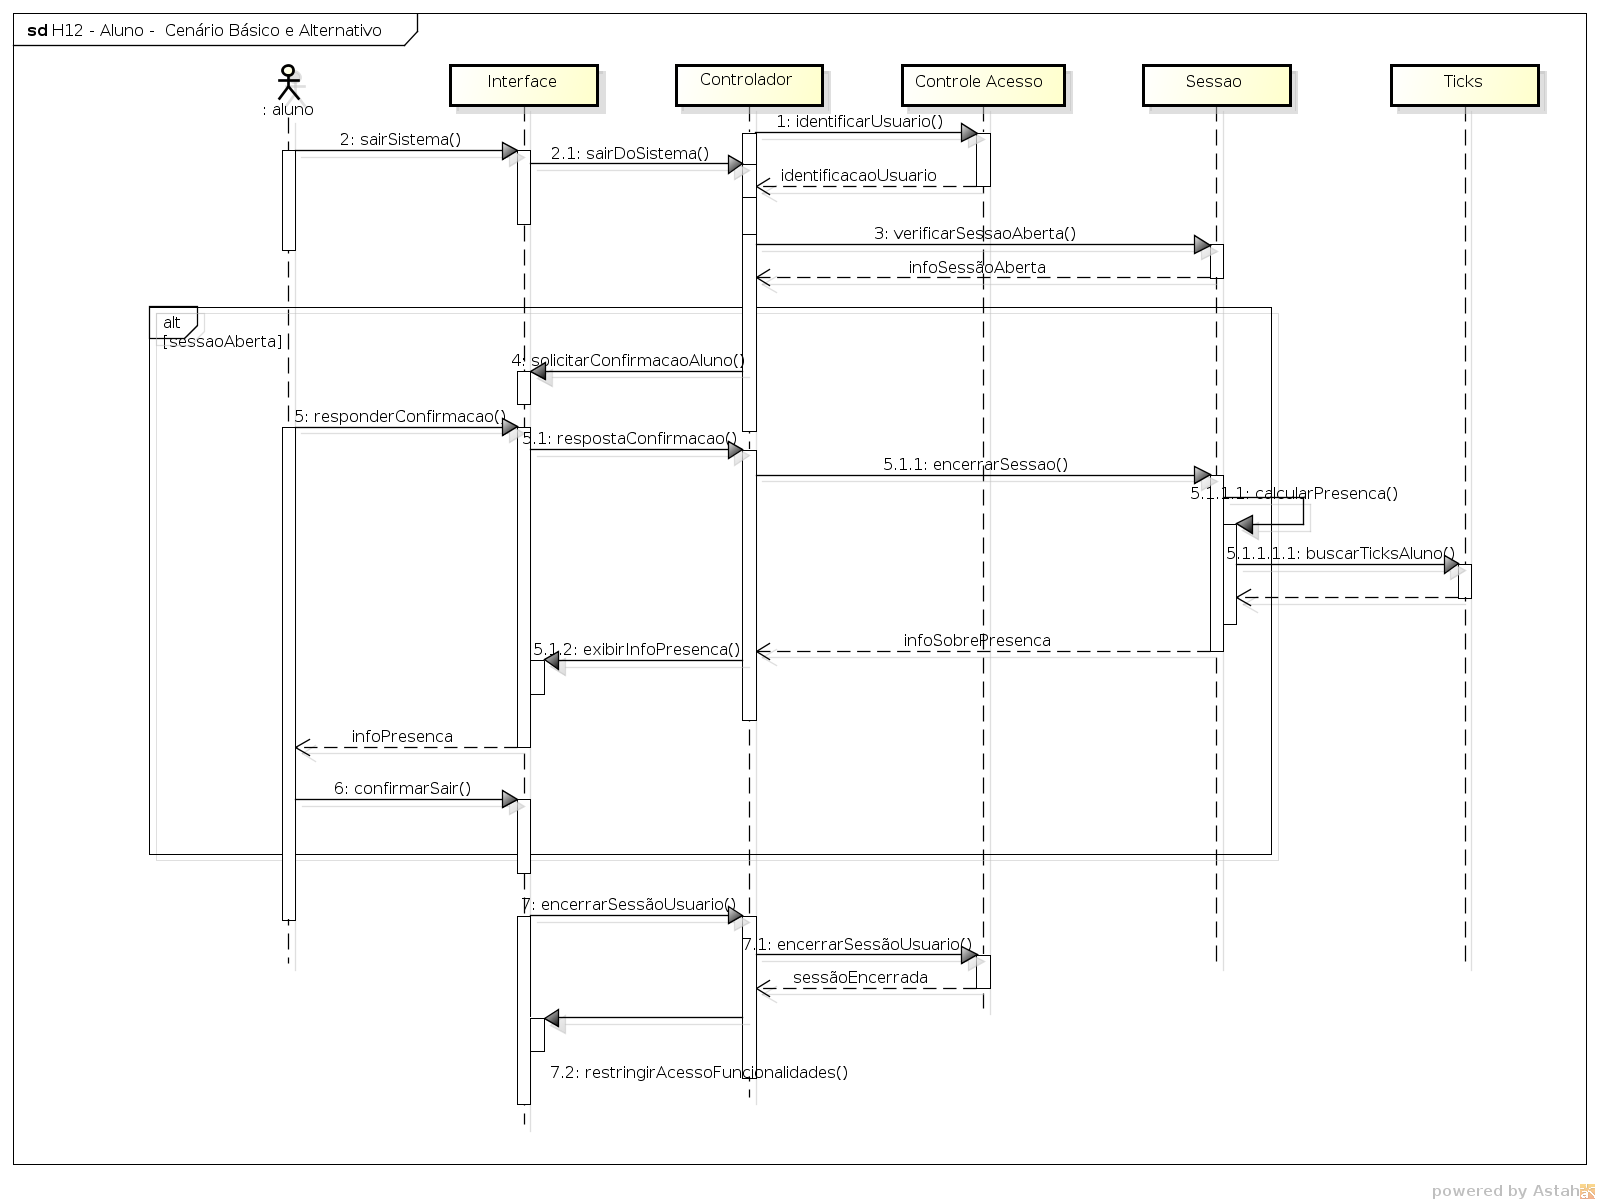 sd H12 - Aluno -  Cenário Básico e Alternativo
: aluno
Interface
Controlador
Controle Acesso
Sessao
Ticks
1: identificarUsuario()
2: sairSistema()
2.1: sairDoSistema()
identificacaoUsuario
3: verificarSessaoAberta()
infoSessãoAberta
alt
[sessaoAberta]
4: solicitarConfirmacaoAluno()
5: responderConfirmacao()
5.1: respostaConfirmacao()
5.1.1: encerrarSessao()
5.1.1.1: calcularPresenca()
5.1.1.1.1: buscarTicksAluno()
infoSobrePresenca
5.1.2: exibirInfoPresenca()
infoPresenca
6: confirmarSair()
7: encerrarSessãoUsuario()
7.1: encerrarSessãoUsuario()
sessãoEncerrada
7.2: restringirAcessoFuncionalidades()
powered by Astah